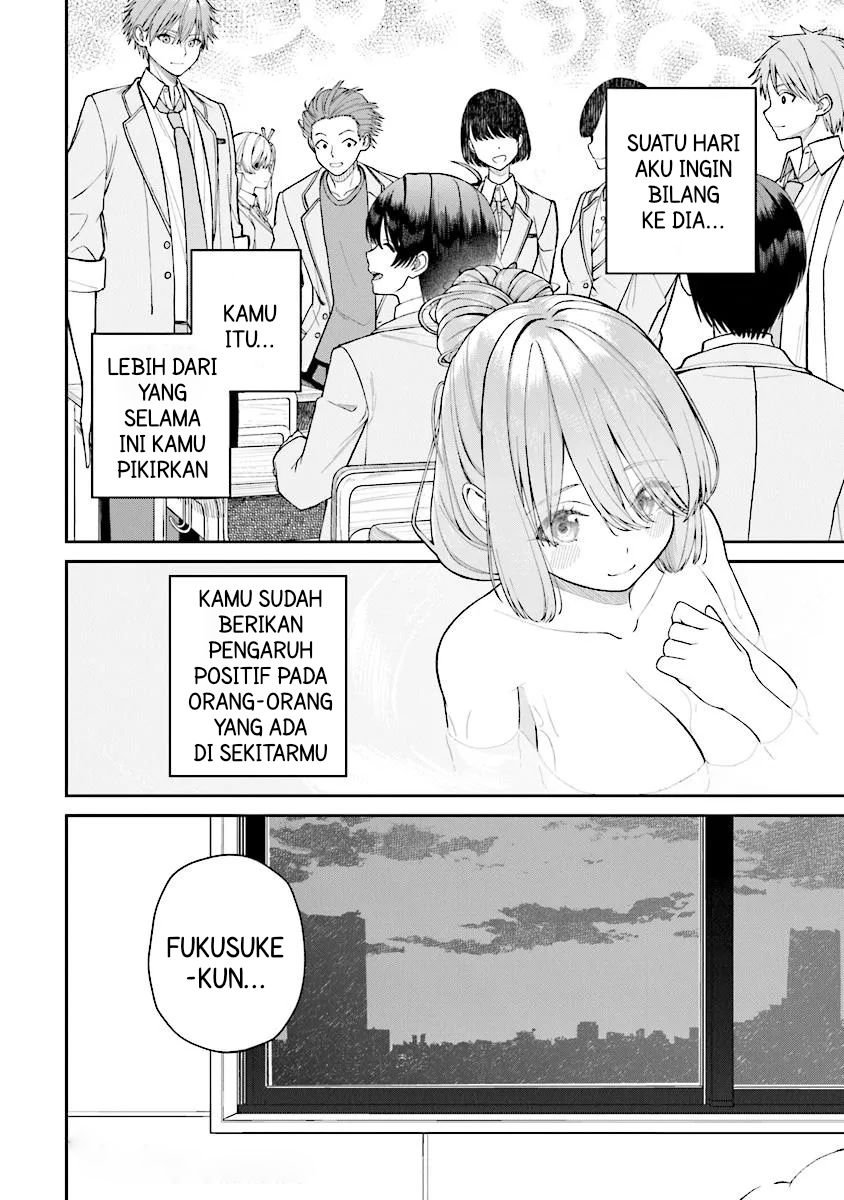 SUATU HARI
AKU INGIN
BILANG
KE DIA...
KAMU
ITU...
LEBIH DARI
YANG
SELAMA
INI KAMU
PIKIRKAN
KAMU SUDAH
BERIKAN
PENGARUH
POSITIF PADA
ORANG-ORANG
YANG ADA
DI SEKITARMU
FUKUSUKE
-KUN...